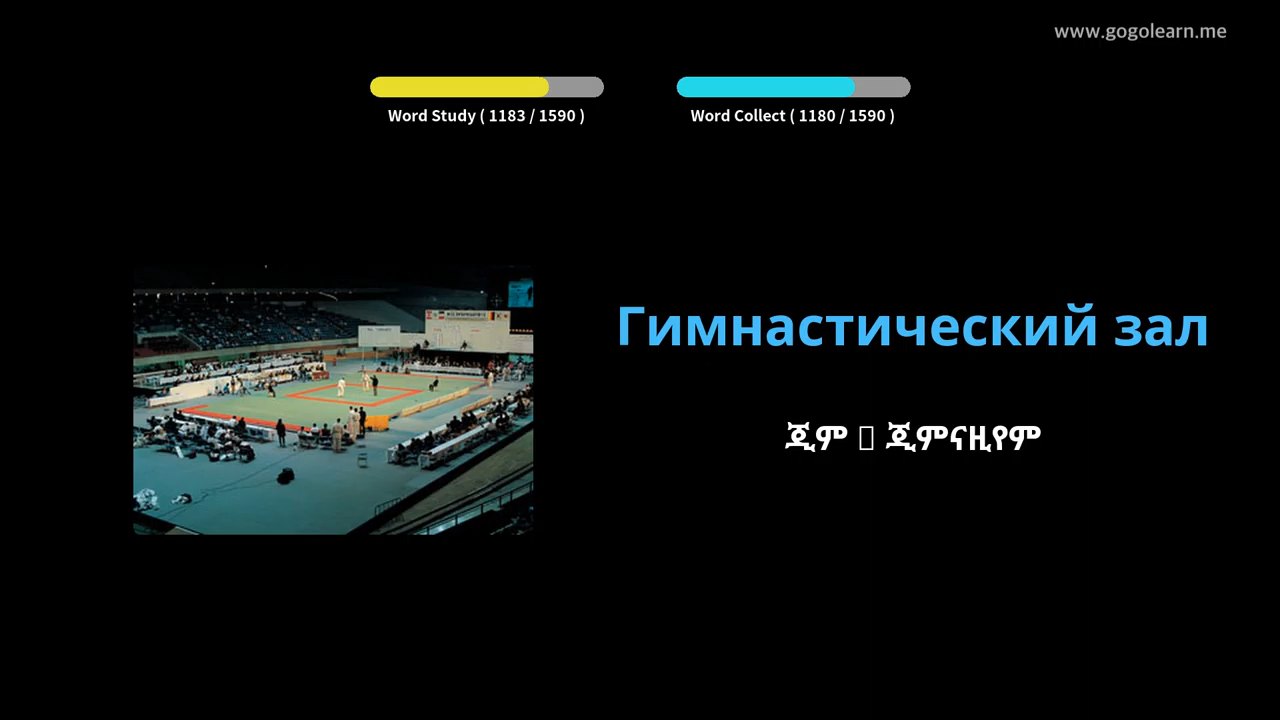 www.gogolearn.me
Word Study ( 1183 / 1590 )
Word Collect ( 1180 / 1590 )
Гимнастический зал
ጂም ጂምናዚየም